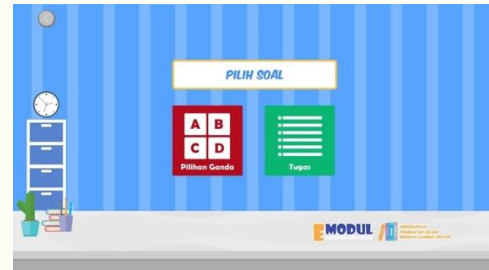 PILIH SOAL
A B
C D
Pilihan Ganda
Tugas
EMODUL